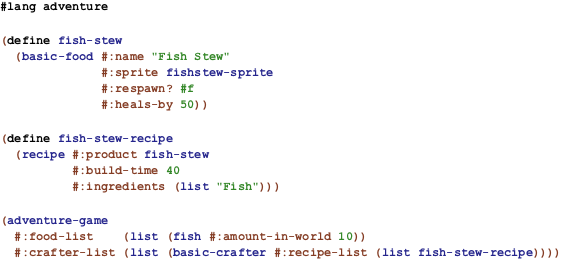 #lang adventure
(define fish-stew
(basic-food #:name "Fish Stew"
#:sprite fishstew-sprite
#:respawn? #f
#:heals-by 50))
(define fish-stew-recipe
(recipe #:product fish-stew
#:build-time 40
#:ingredients (list "Fish")))
(adventure-game
#:food-list (list (fish #:amount-in-world 10))
#:crafter-list (list (basic-crafter #:recipe-list (list fish-stew-recipe))))